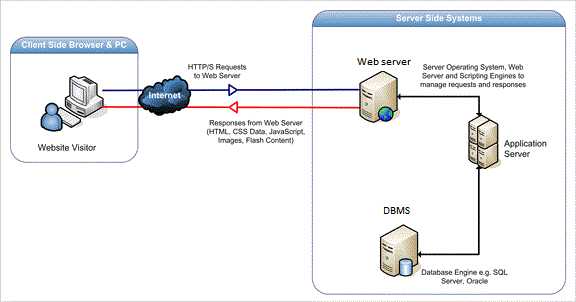 Server Side Systems
Client Side Browser & PC
HTTP/S Requests
to Web Server
Web server
Server Operating System, Web
Server and Scripting Engines to
manage requests and responses
Internet
Responses from Web Server
(HTML, CSS Data, JavaScript,
Images, Flash Content)
Website Visitor
Application
Server
DBMS
Database Engine e.g. SQL
Server, Oracle